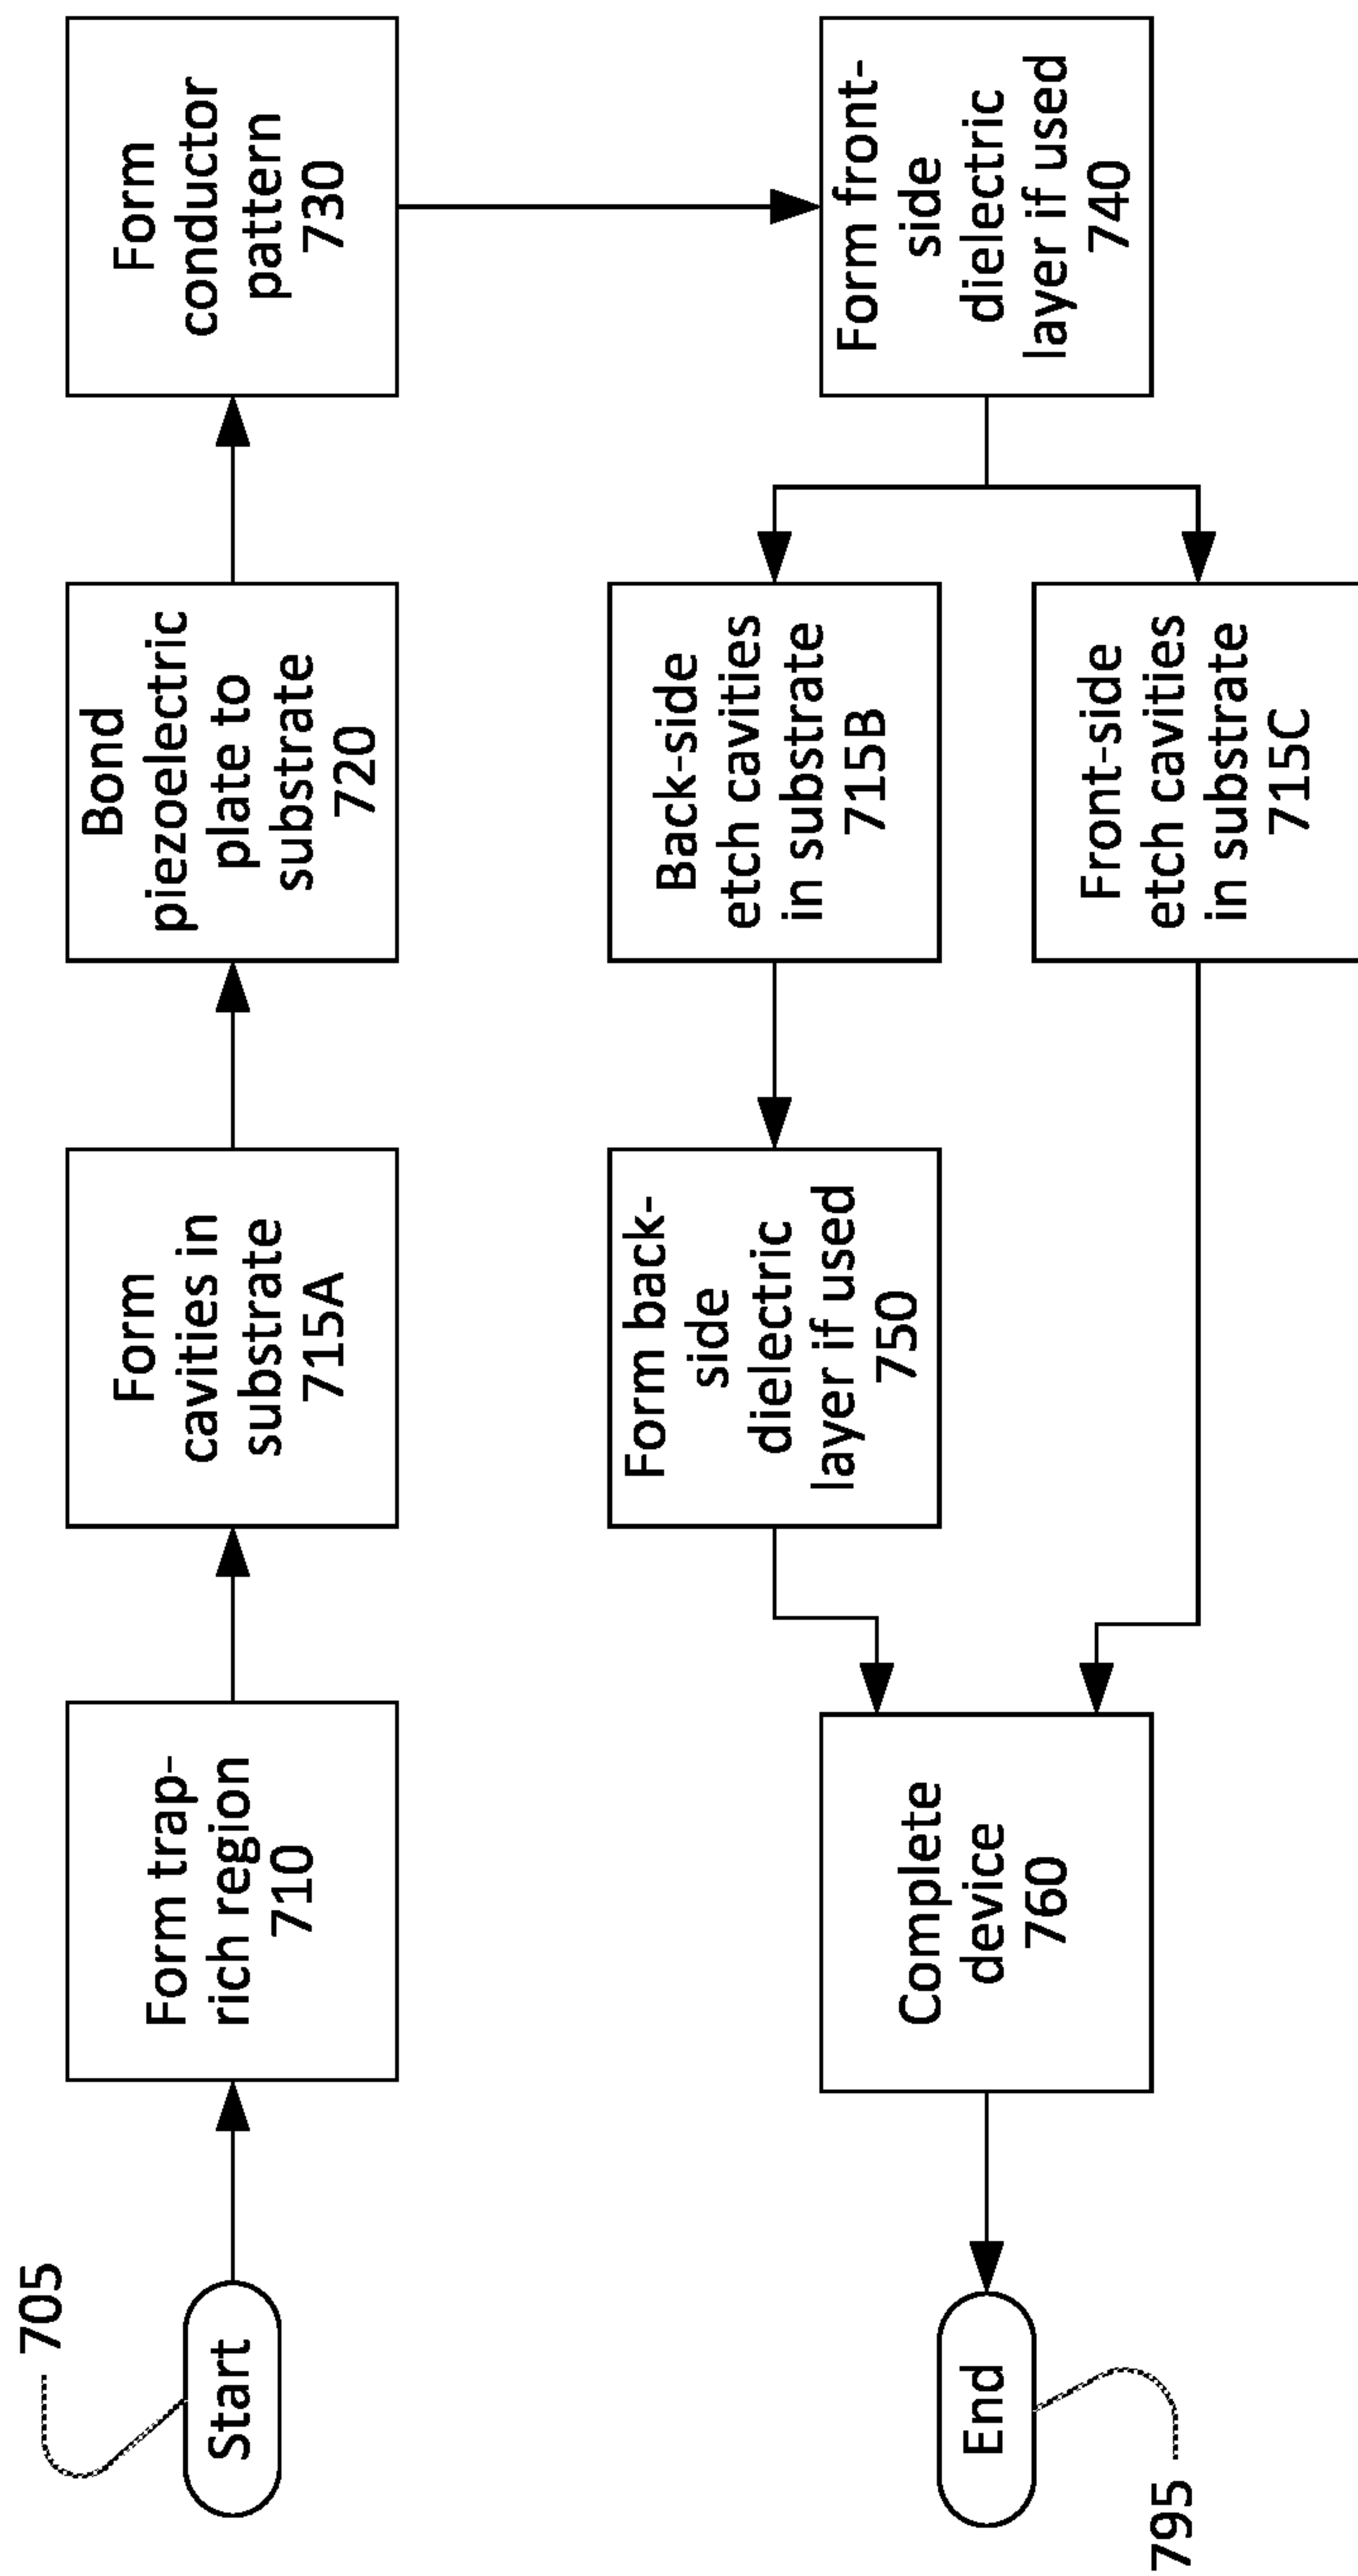 705
Start
Form trap-
rich region
710
Form
cavities in
substrate
715A
Bond
piezoelectric
plate to
substrate
720
Form
conductor
pattern
730
Form front-
side
dielectric
layer if used
740
Back-side
etch cavities
in substrate
715B
Front-side
etch cavities
in substrate
715C
Form back-
side
dielectric
layer if used
750
Complete
device
760
End
795